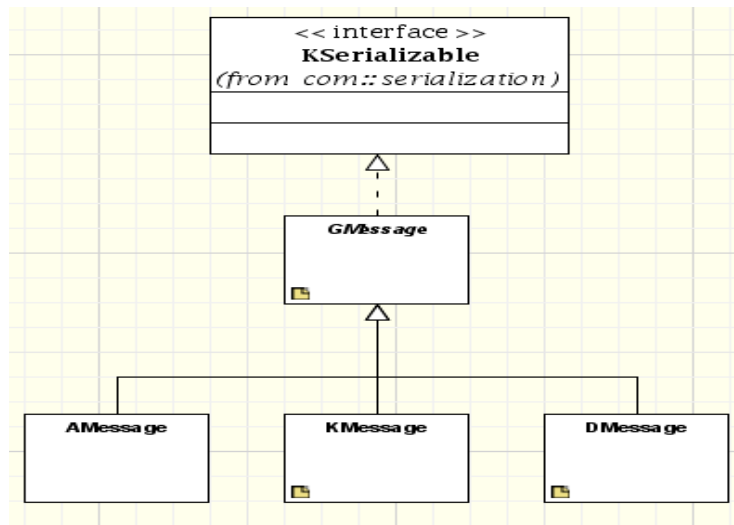 << interface >>
KSerializable
(from com::serialization)
GMessage
AMessage
KMessage
DMessage